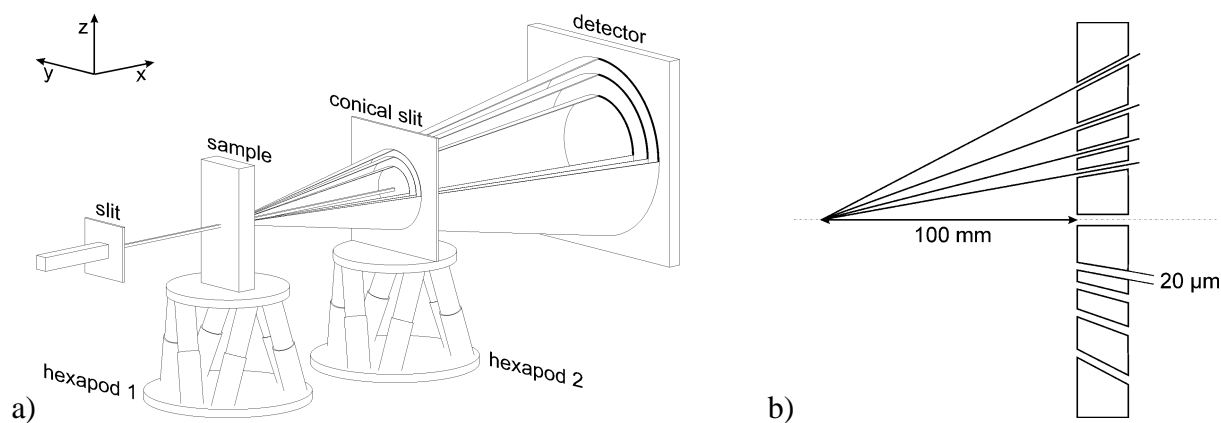 z
y
x
slit
sample
conical slit
detector
hexapod 1
hexapod 2
a)
100 mm
20 µm
b)